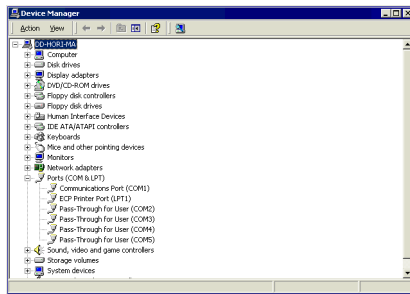 Device Manager
Action View
DD-HORI-MA
Computer
Disk drives
Display adapters
DVD/CD-ROM drives
Floppy disk controllers
Floppy disk drives
Human Interface Devices
IDE ATA/ATAPI controllers
Keyboards
Mice and other pointing devices
Monitors
Network adapters
Ports (COM & LPT)
Communications Port (COM1)
ECP Printer Port (LPT1)
Pass-Through for User (COM2)
Pass-Through for User (COM3)
Pass-Through for User (COM4)
Pass-Through for User (COM5)
Sound, video and game controllers
Storage volumes
System devices